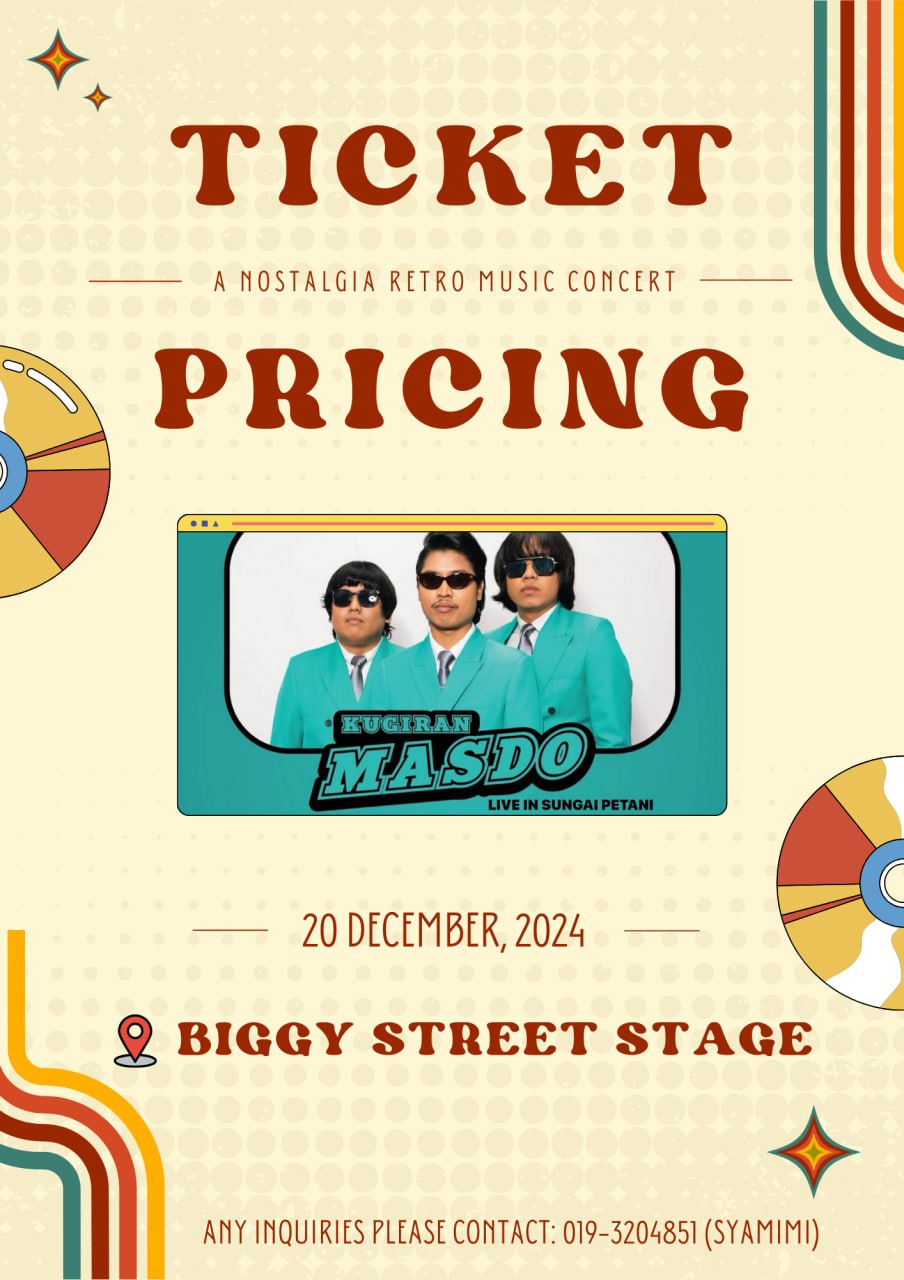 TICKET
A NOSTALGIA RETRO MUSIC CONCERT
PRICING
KUGIRAN
MASDO
LIVE IN SUNGAI PETANI
20 DECEMBER, 2024
BIGGY STREET STAGE
ANY INQUIRIES PLEASE CONTACT: 019-3204851 (SYAMIMI)